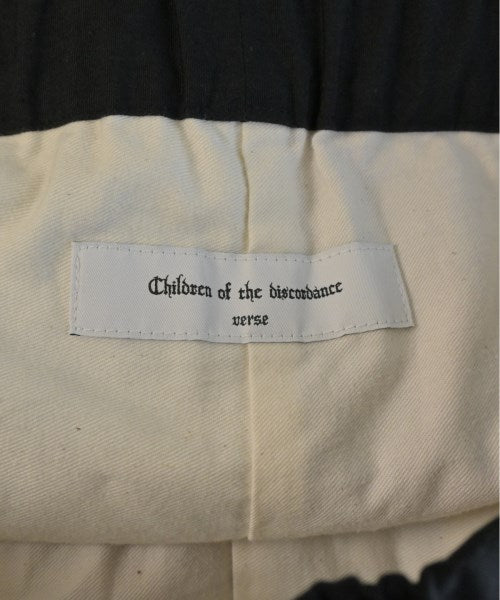 Children of the discordance
verse